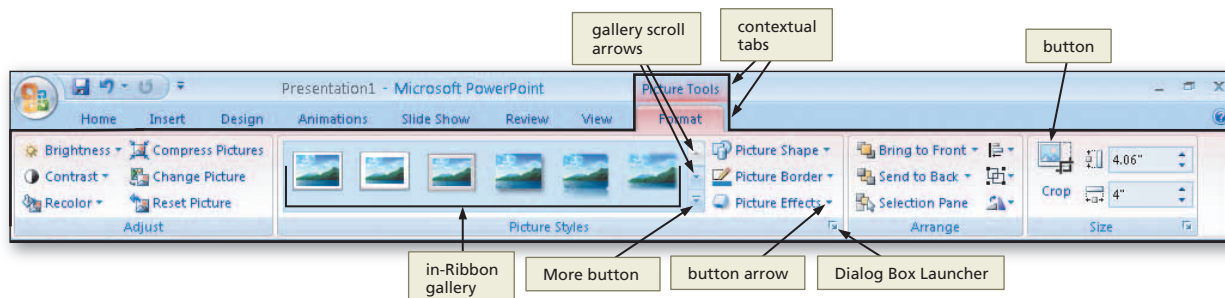 gallery scroll
arrows
contextual
tabs
button
Presentation1 - Microsoft PowerPoint
Picture Tools
Home Insert Design Animations Slide Show Review View Format
Brightness Compress Pictures Picture Shape Bring to Front
4.06"
Contrast Change Picture Picture Border Send to Back
Crop
4"
Recolor Reset Picture Picture Effects Selection Pane
Adjust Picture Styles Arrange Size
in-Ribbon
gallery
More button
button arrow
Dialog Box Launcher